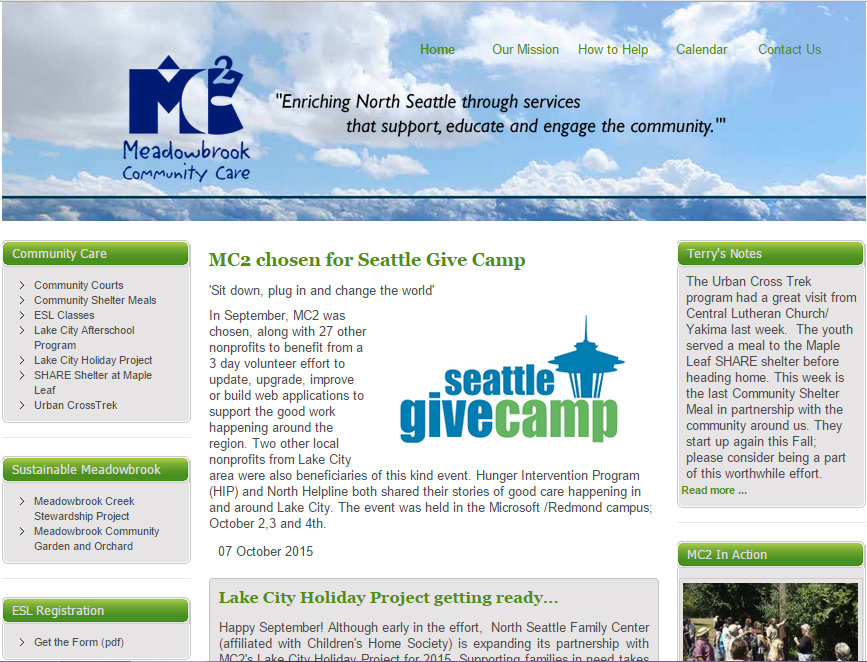 Home Our Mission How to Help Calendar Contact Us
MC2
Meadowbrook
Community Care
"Enriching North Seattle through services
that support, educate and engage the community.'"
Community Care
Community Courts
Community Shelter Meals
ESL Classes
Lake City Afterschool
Program
Lake City Holiday Project
SHARE Shelter at Maple
Leaf
Urban CrossTrek
Sustainable Meadowbrook
Meadowbrook Creek
Stewardship Project
Meadowbrook Community
Garden and Orchard
ESL Registration
Get the Form (pdf)
MC2 chosen for Seattle Give Camp
'Sit down, plug in and change the world'
In September, MC2 was
chosen, along with 27 other
nonprofits to benefit from a
3 day volunteer effort to
update, upgrade, improve
or build web applications to
support the good work
happening around the
region. Two other local
nonprofits from Lake City
area were also beneficiaries of this kind event. Hunger Intervention Program
(HIP) and North Helpline both shared their stories of good care happening in
and around Lake City. The event was held in the Microsoft /Redmond campus;
October 2,3 and 4th.
seattle
givecamp
07 October 2015
Lake City Holiday Project getting ready...
Happy September! Although early in the effort, North Seattle Family Center
(affiliated with Children's Home Society) is expanding its partnership with
MC2's Lake City Holiday Project for 2015. Supporting families in need takes
Terry's Notes
The Urban Cross Trek
program had a great visit from
Central Lutheran Church/
Yakima last week. The youth
served a meal to the Maple
Leaf SHARE shelter before
heading home. This week is
the last Community Shelter
Meal in partnership with the
community around us. They
start up again this Fall;
please consider being a part
of this worthwhile effort.
Read more ...
MC2 In Action